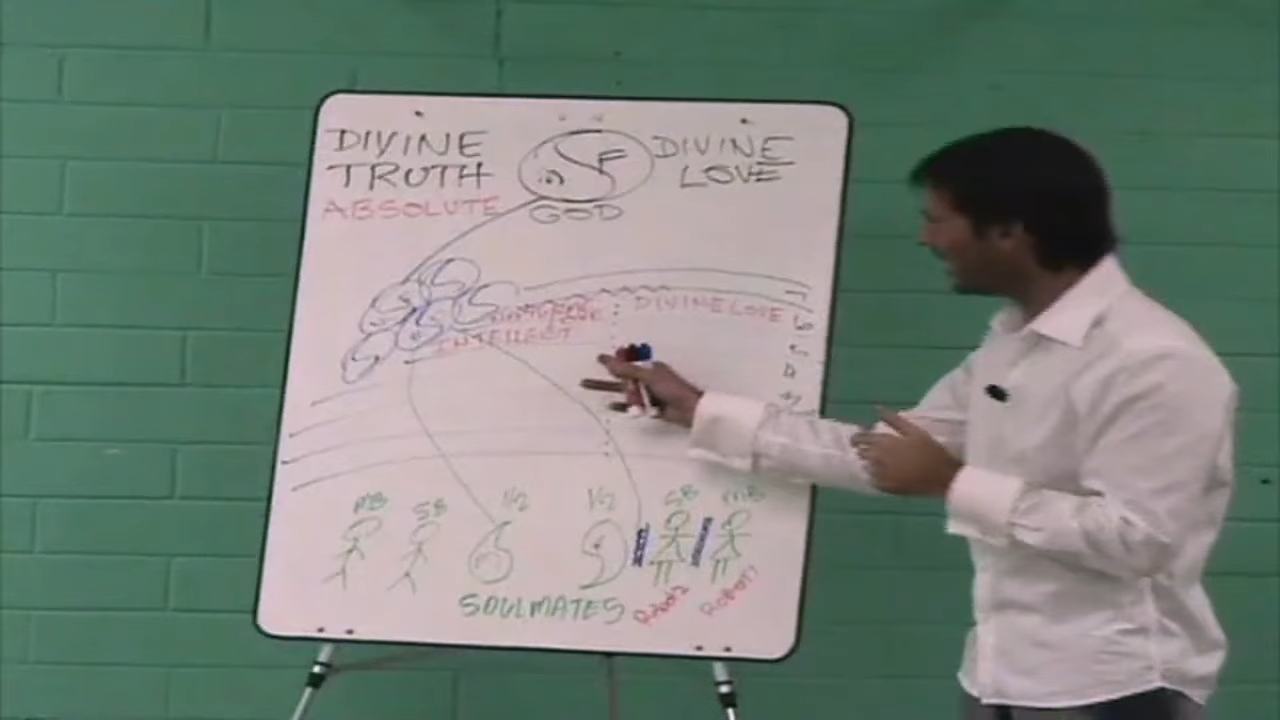 DIVINE
TRUTH
ABSOLUTE
F
GOD
DIVINE
LOVE
INTELLECT
DIVINE LOVE
MB
SB
1/2
1/2
SB
MB
SOULMATES